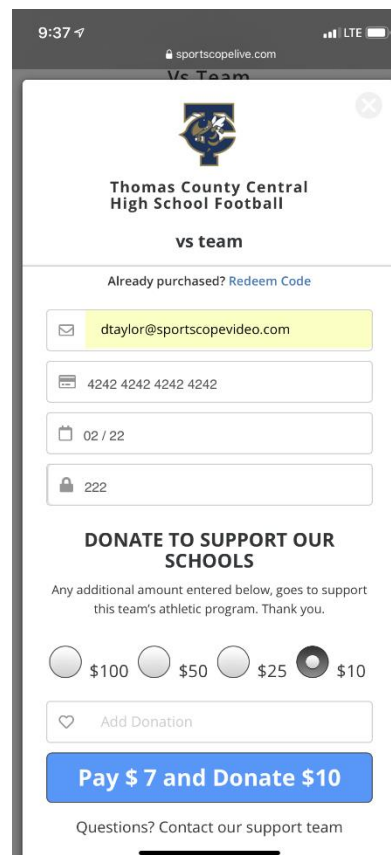 9:37 LTE
sportscopelive.com
Vs Team
TC
Thomas County Central
High School Football
vs team
Already purchased? Redeem Code
dtaylor@sportscopevideo.com
4242 4242 4242 4242
02 / 22
222
DONATE TO SUPPORT OUR
SCHOOLS
Any additional amount entered below, goes to support
this team's athletic program. Thank you.
$100 $50 $25 $10
Add Donation
Pay $ 7 and Donate $10
Questions? Contact our support team